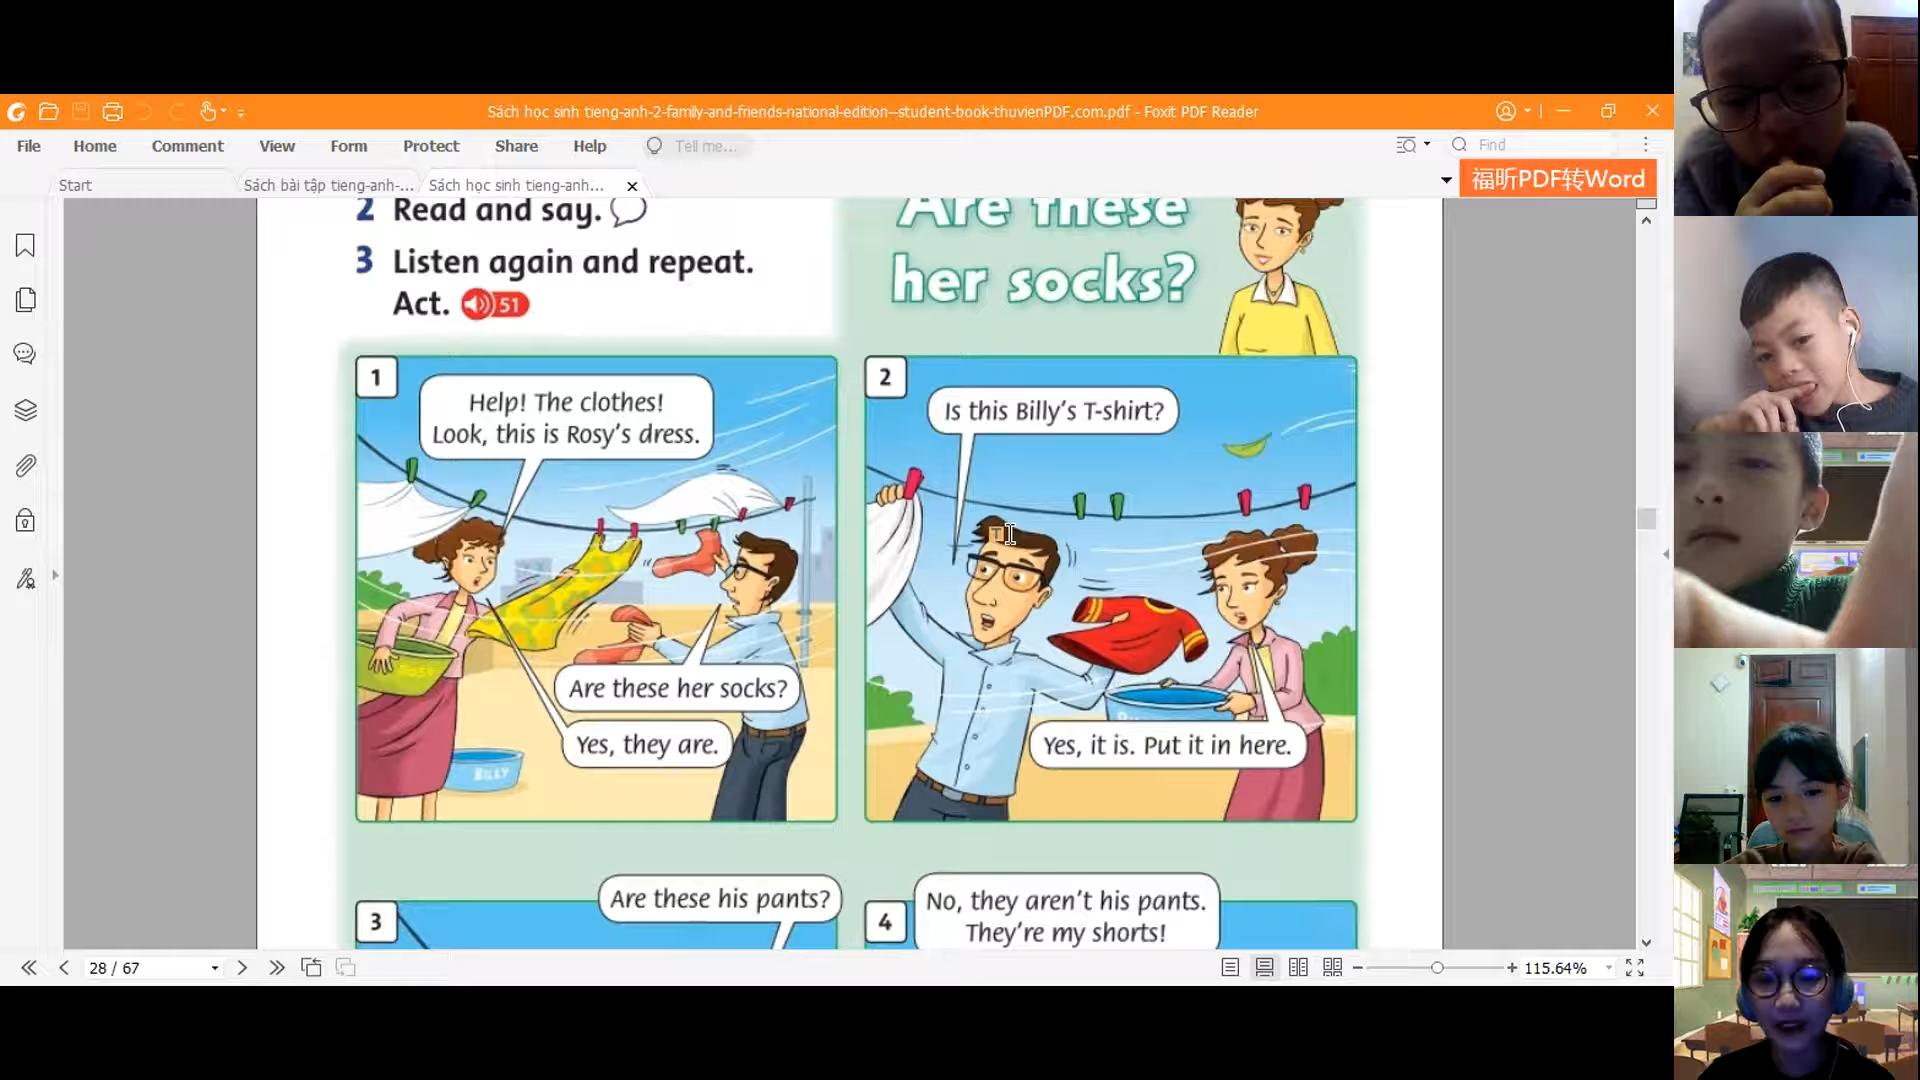 Sách học sinh tieng-anh-2-family-and-friends-national-edition--student-book-thuvienPDF.com.pdf - Foxit PDF Reader
File Home Comment View Form Protect Share Help Tell me... Find
Start Sách bài tập tieng-anh-... Sách học sinh tieng-anh... 福昕PDF转Word
2 Read and say.
3 Listen again and repeat.
Act. 51
Are these
her socks?
1
Help! The clothes!
Look, this is Rosy's dress.
Are these her socks?
Yes, they are.
BILLY
2
Is this Billy's T-shirt?
T
Yes, it is. Put it in here.
3
Are these his pants?
4
No, they aren't his pants.
They're my shorts!
28 / 67
115.64%